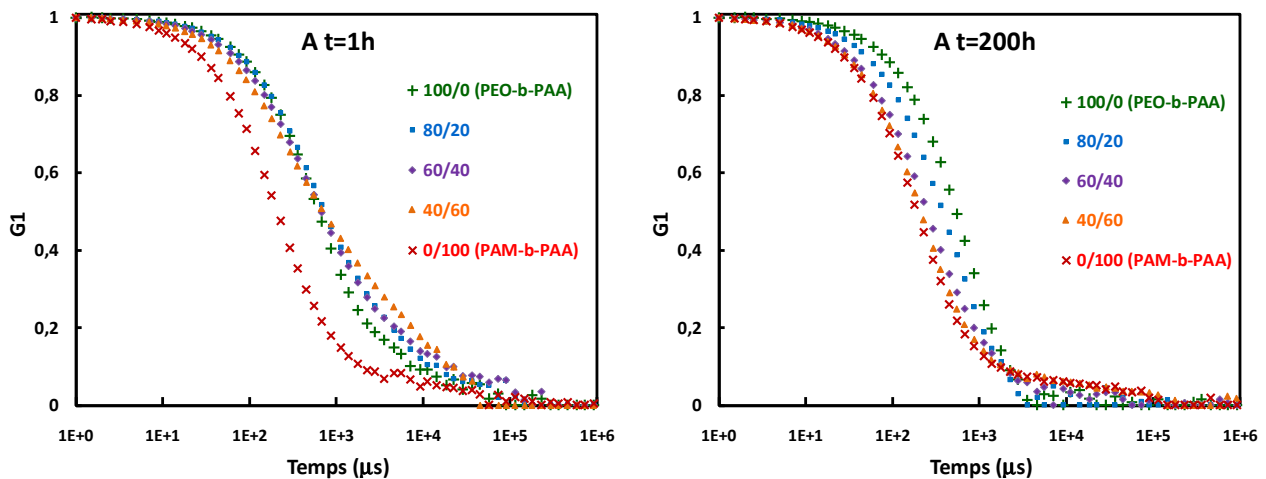 A t=1h
G1
1
0,8
0,6
0,4
0,2
0
100/0 (PEO-b-PAA)
80/20
60/40
40/60
0/100 (PAM-b-PAA)
1E+0 1E+1 1E+2 1E+3 1E+4 1E+5 1E+6
Temps (µs)
A t=200h
G1
1
0,8
0,6
0,4
0,2
0
100/0 (PEO-b-PAA)
80/20
60/40
40/60
0/100 (PAM-b-PAA)
1E+0 1E+1 1E+2 1E+3 1E+4 1E+5 1E+6
Temps (µs)